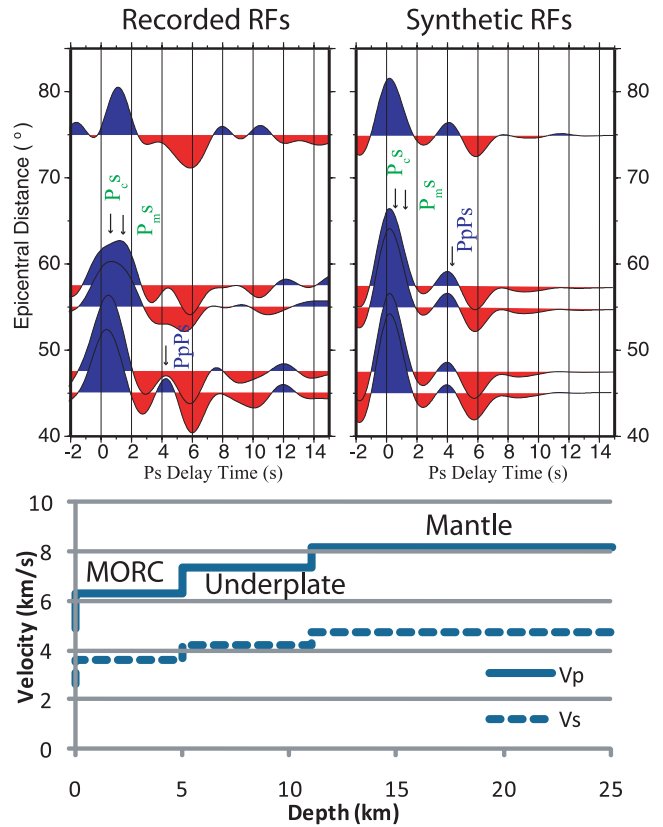 Recorded RFs
Synthetic RFs
Epicentral Distance ( ° )
80
70
60
50
40
80
70
60
50
40
PcS
PmS
PpPs
PcS
PmS
PpPs
-2 0 2 4 6 8 10 12 14
-2 0 2 4 6 8 10 12 14
Ps Delay Time (s)
Ps Delay Time (s)
Velocity (km/s)
10
8
6
4
2
0
MORC
Underplate
Mantle
Vp
Vs
0 5 10 15 20 25
Depth (km)